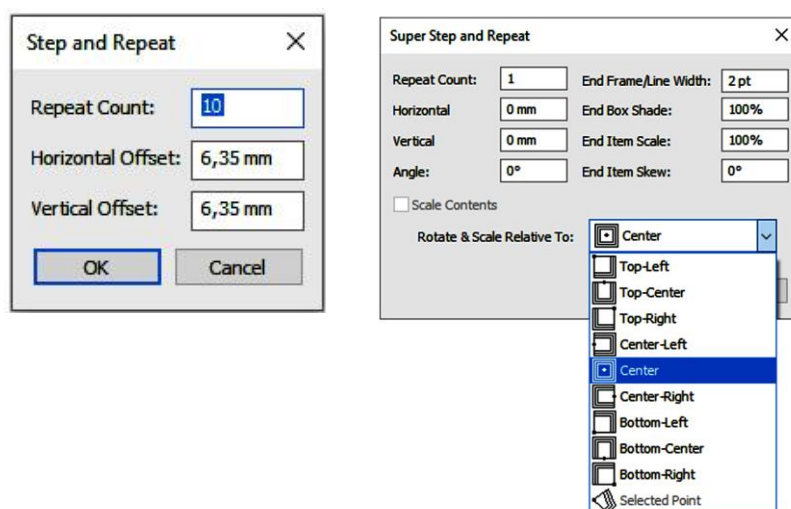 Step and Repeat
Repeat Count: 10
Horizontal Offset: 6,35 mm
Vertical Offset: 6,35 mm
OK Cancel
Super Step and Repeat
Repeat Count: 1 End Frame/Line Width: 2 pt
Horizontal 0 mm End Box Shade: 100%
Vertical 0 mm End Item Scale: 100%
Angle: 0° End Item Skew: 0°
Scale Contents
Rotate & Scale Relative To: Center
Top-Left
Top-Center
Top-Right
Center-Left
Center
Center-Right
Bottom-Left
Bottom-Center
Bottom-Right
Selected Point